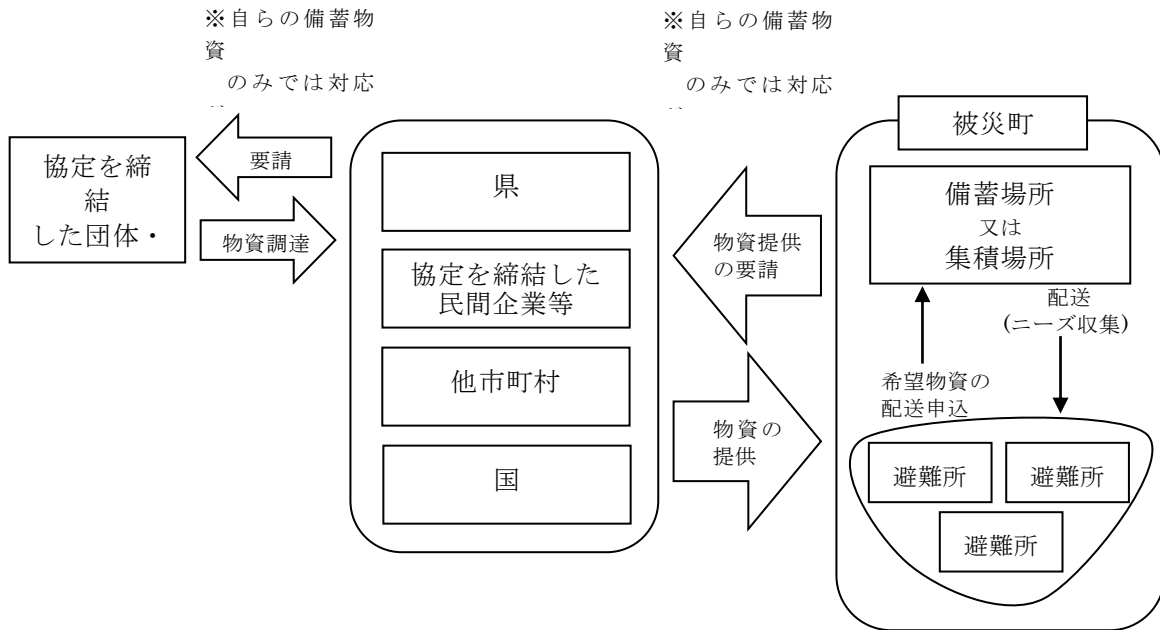 ※自らの備蓄物
資
のみでは対応
※自らの備蓄物
資
のみでは対応
協定を締
結
した団体・
要請
物資調達
県
協定を締結した
民間企業等
他市町村
国
物資提供
の要請
物資の
提供
被災町
備蓄場所
又は
集積場所
配送
(ニーズ収集)
希望物資の
配送申込
避難所
避難所
避難所